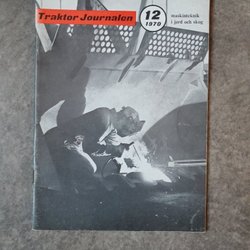 Traktor Journalen
12
1970
maskinteknik
i jord och skog